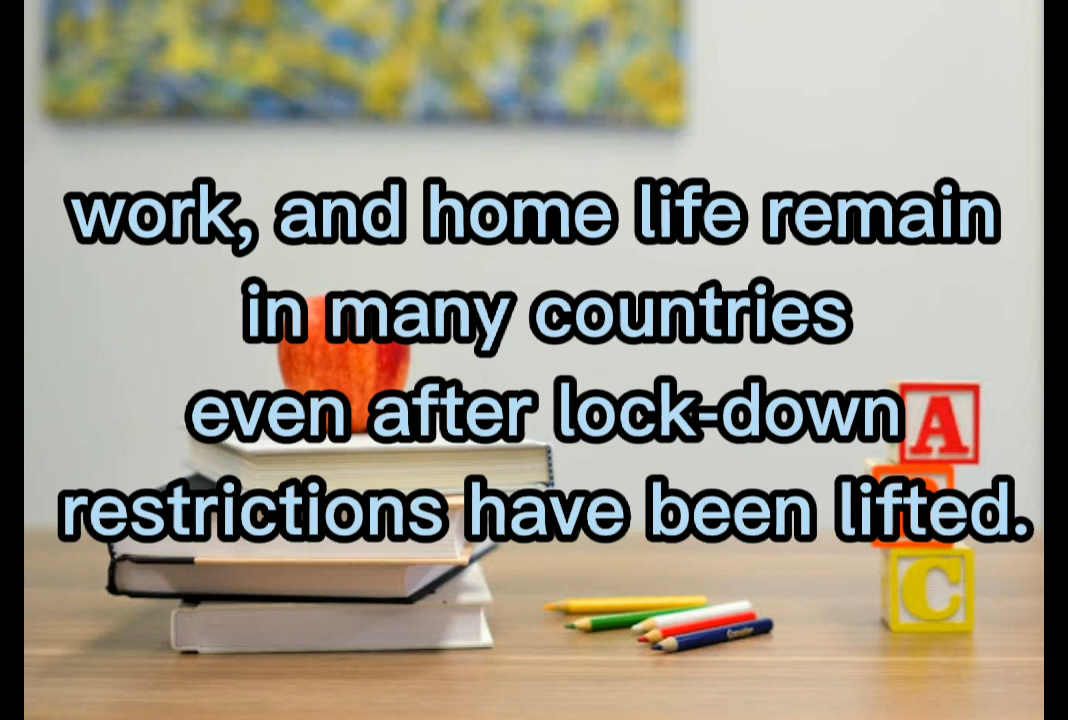 work, and home life remain
in many countries
even after lock-down
restrictions have been lifted.
A
C